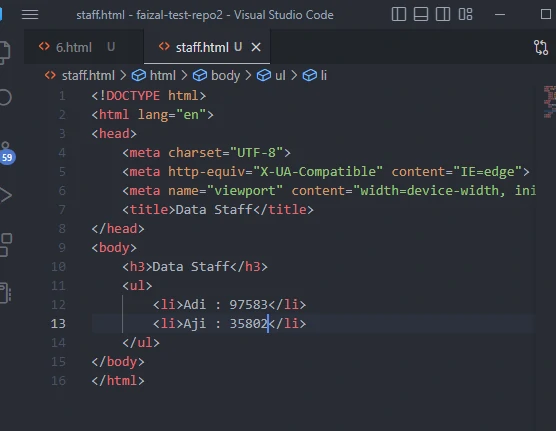 staff.html - faizal-test-repo2 - Visual Studio Code
6.html U staff.html U
staff.html > html > body > ul > li
1 <!DOCTYPE html>
2 <html lang="en">
3 <head>
4 <meta charset="UTF-8">
5 <meta http-equiv="X-UA-Compatible" content="IE=edge">
6 <meta name="viewport" content="width=device-width, ini
7 <title>Data Staff</title>
8 </head>
9 <body>
10 <h3>Data Staff</h3>
11 <ul>
12 <li>Adi : 97583</li>
13 <li>Aji : 35802</li>
14 </ul>
15 </body>
16 </html>
59